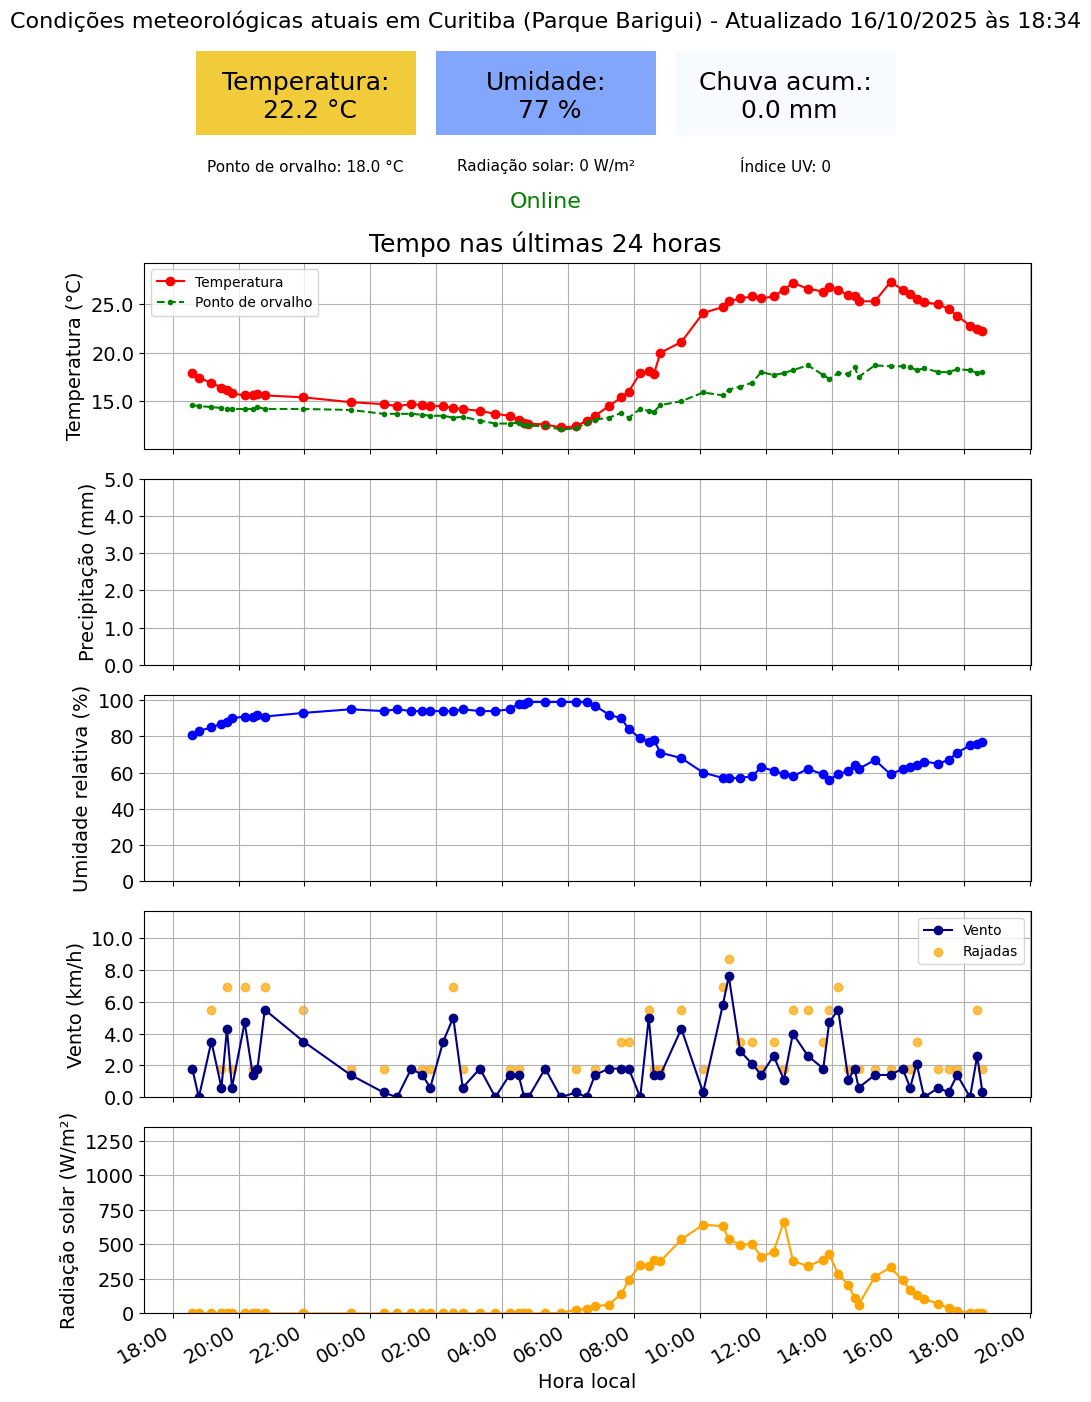 Condições meteorológicas atuais em Curitiba (Parque Barigui) - Atualizado 16/10/2025 às 18:34
Temperatura:
22.2 °C
Umidade:
77 %
Chuva acum.:
0.0 mm
Ponto de orvalho: 18.0 °C
Radiação solar: 0 W/m²
Índice UV: 0
Online
Tempo nas últimas 24 horas
Temperatura (°C)
25.0
20.0
15.0
Temperatura
Ponto de orvalho
Precipitação (mm)
5.0
4.0
3.0
2.0
1.0
0.0
Umidade relativa (%)
100
80
60
40
20
0
Vento (km/h)
10.0
8.0
6.0
4.0
2.0
0.0
Vento
Rajadas
Radiação solar (W/m²)
1250
1000
750
500
250
0
18:00
20:00
22:00
00:00
02:00
04:00
06:00
08:00
10:00
12:00
14:00
16:00
18:00
20:00
Hora local